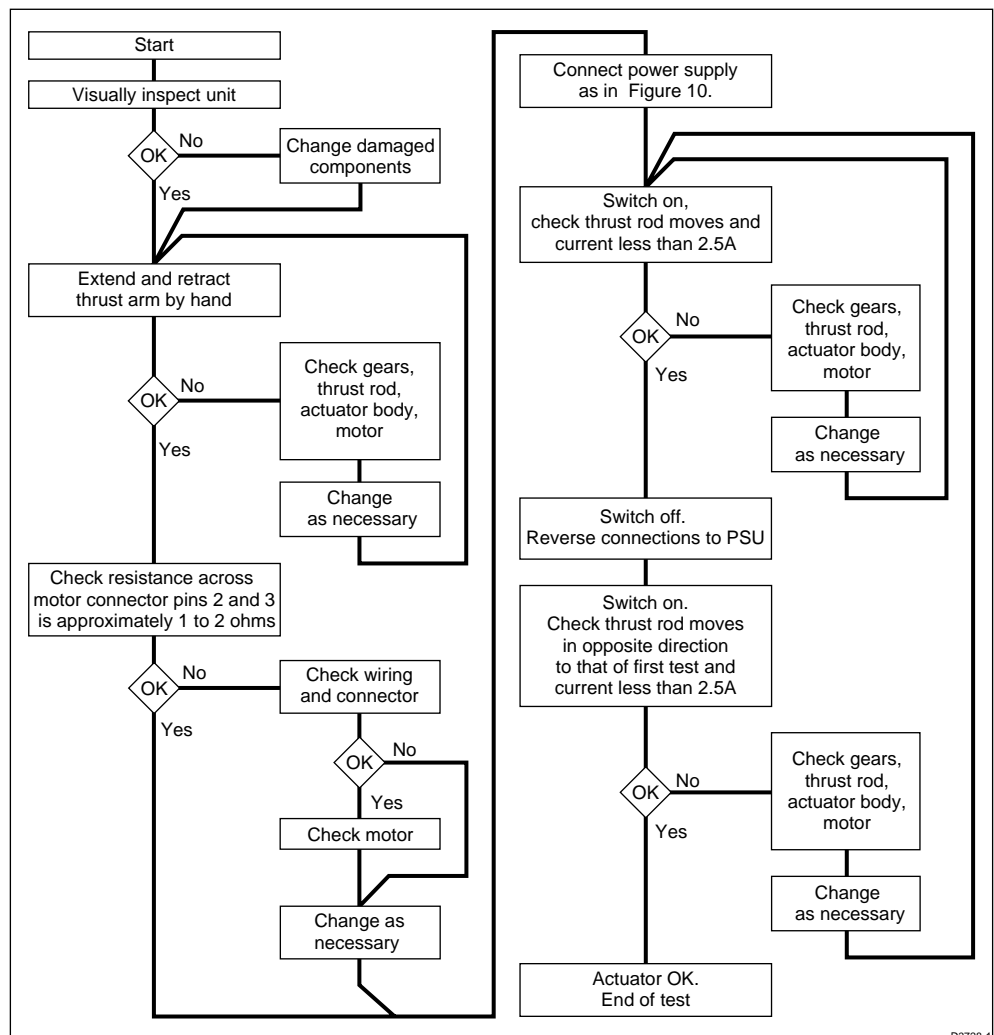 Start
Visually inspect unit
OK
No
Yes
Change damaged
components
Extend and retract
thrust arm by hand
OK
No
Yes
Check gears,
thrust rod,
actuator body,
motor
Change
as necessary
Check resistance across
motor connector pins 2 and 3
is approximately 1 to 2 ohms
OK
No
Yes
Check wiring
and connector
OK
No
Yes
Check motor
Change as
necessary
Connect power supply
as in Figure 10.
Switch on,
check thrust rod moves and
current less than 2.5A
OK
No
Yes
Check gears,
thrust rod,
actuator body,
motor
Change
as necessary
Switch off.
Reverse connections to PSU
Switch on.
Check thrust rod moves
in opposite direction
to that of first test and
current less than 2.5A
OK
No
Yes
Check gears,
thrust rod,
actuator body,
motor
Change
as necessary
Actuator OK.
End of test